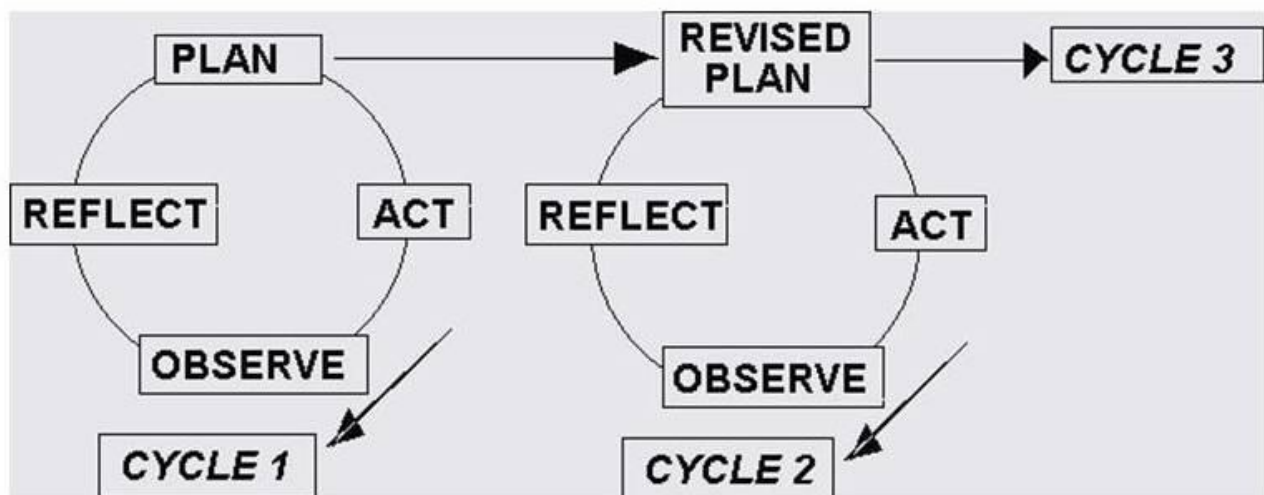 PLAN
REVISED
PLAN
CYCLE 3
REFLECT
ACT
REFLECT
ACT
OBSERVE
OBSERVE
CYCLE 1
CYCLE 2